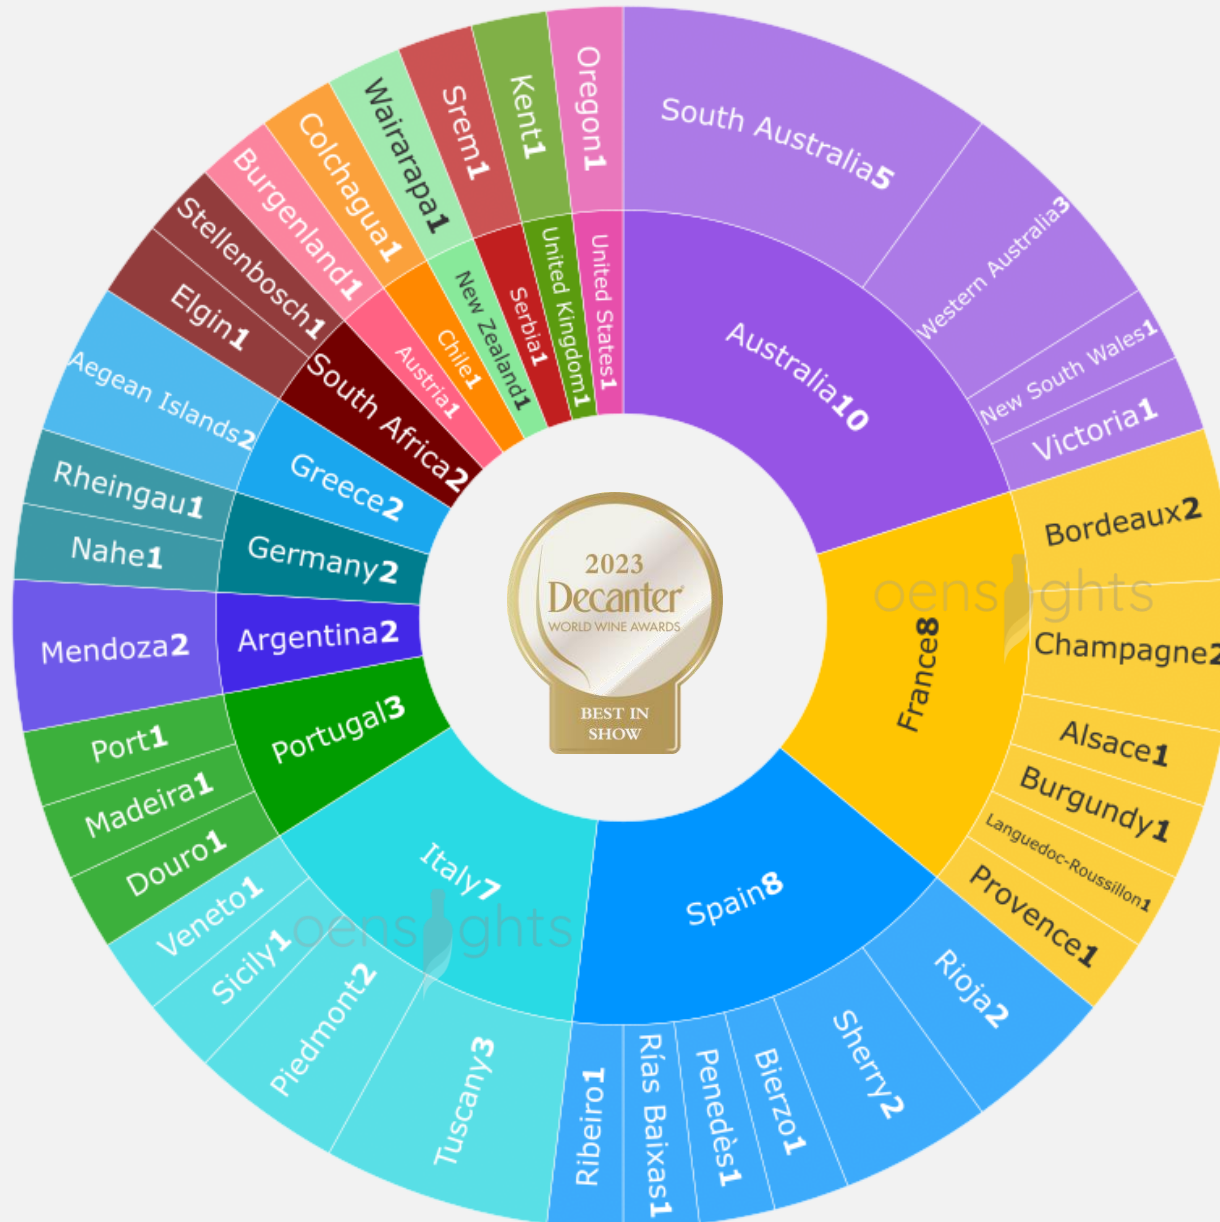 South Australia5
Western Australia3
New South Wales1
Victoria1
Australia10
Bordeaux2
Champagne2
Alsace1
Burgundy1
Languedoc-Roussillon1
Provence1
France8
Rioja2
Sherry2
Bierzo1
Penedès1
Rías Baixas1
Ribeiro1
Spain8
Tuscany3
Piedmont2
Sicily1
Veneto1
Italy7
Douro1
Madeira1
Port1
Portugal3
Mendoza2
Argentina2
Nahe1
Rheingau1
Germany2
Aegean Islands2
Greece2
Elgin1
Stellenbosch1
South Africa2
Burgenland1
Austria1
Colchagua1
Chile1
Wairarapa1
New Zealand1
Srem1
Serbia1
Kent1
United Kingdom1
Oregon1
United States1
2023
Decanter
WORLD WINE AWARDS
BEST IN
SHOW
oensights
oensights